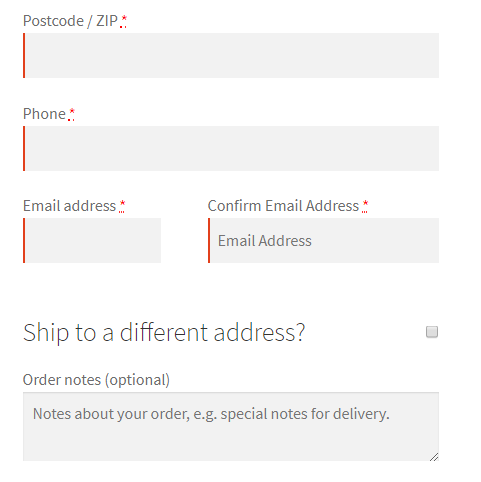 Postcode / ZIP *
Phone *
Email address * Confirm Email Address *
Email Address
Ship to a different address?
Order notes (optional)
Notes about your order, e.g. special notes for delivery.